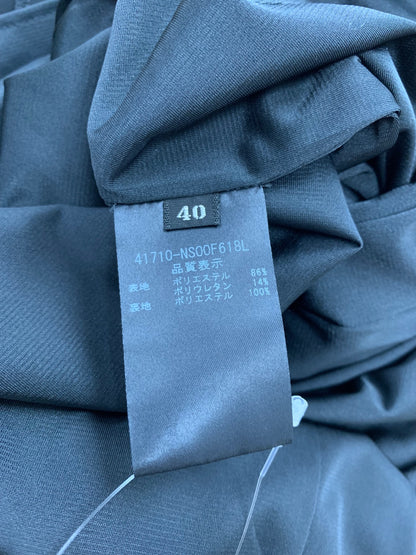 40
41710-NS00F618L
品質表示
表地 ポリエステル 86%
ポリウレタン 14%
裏地 ポリエステル 100%